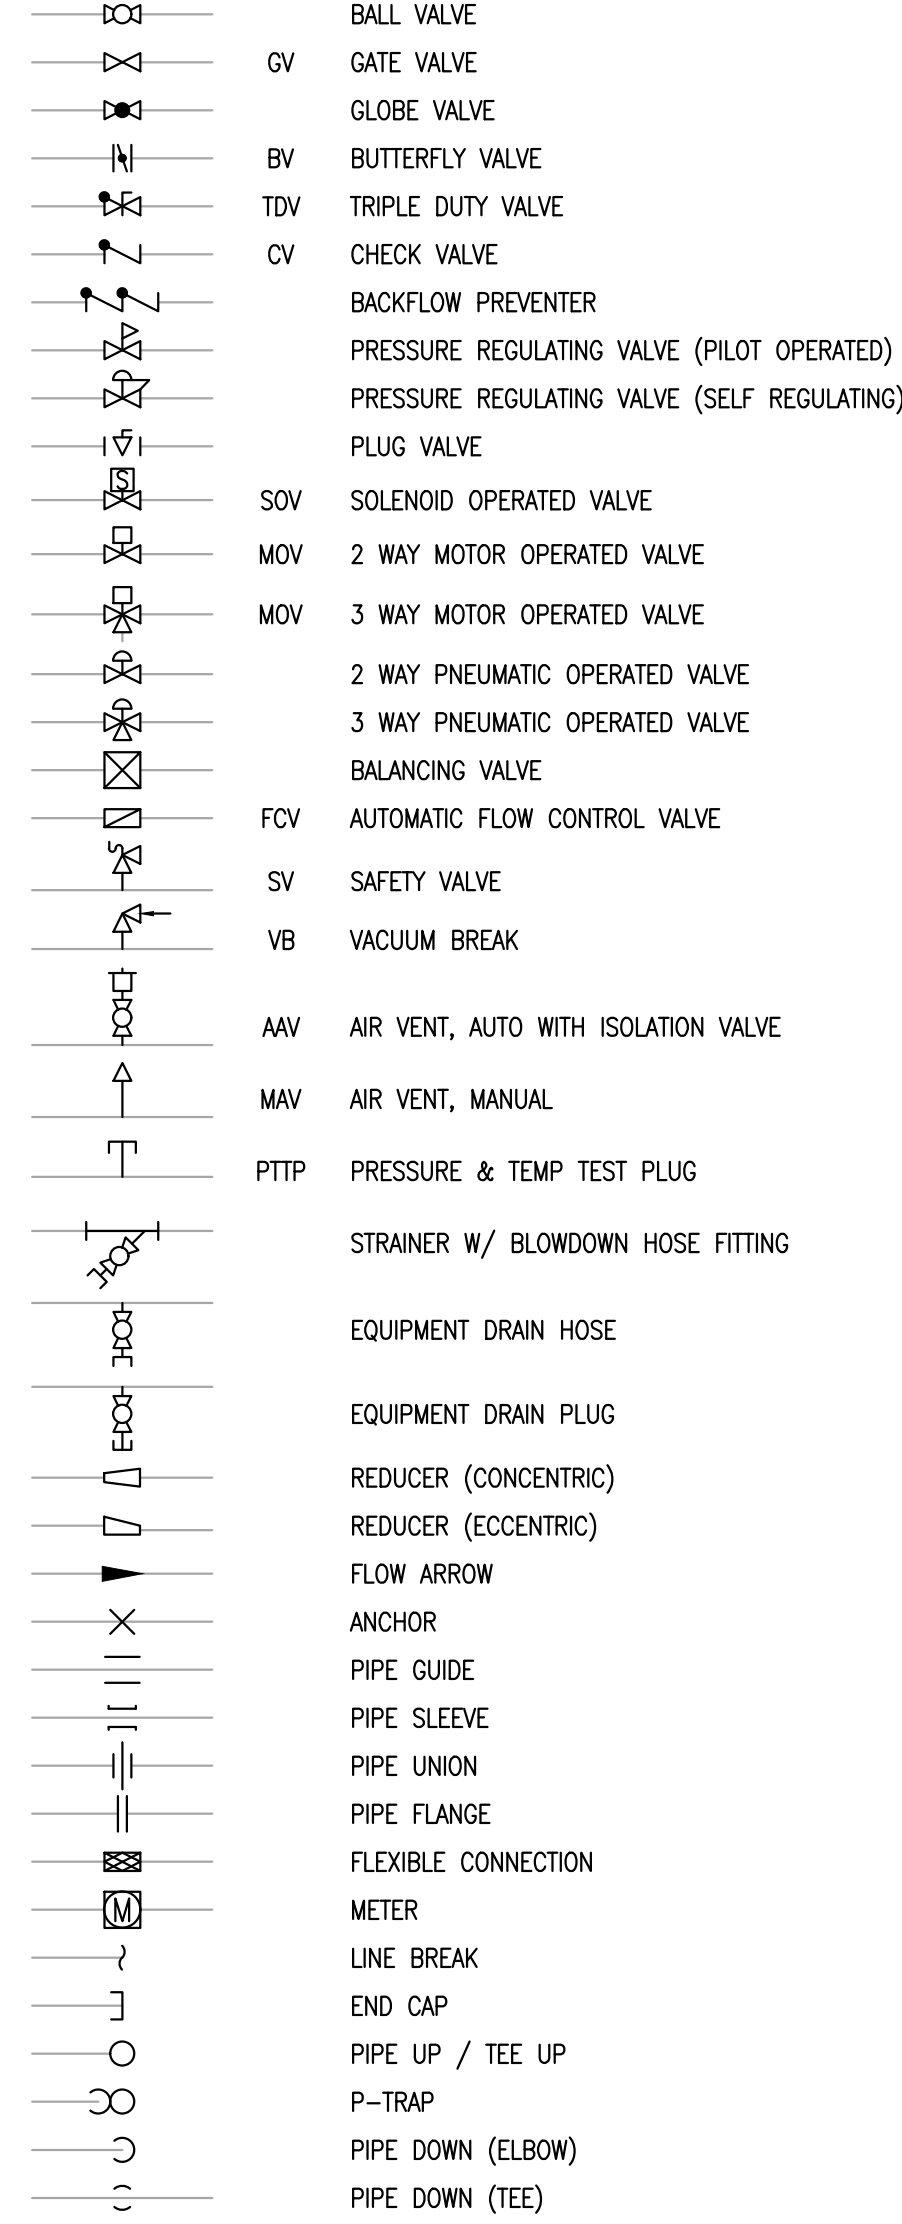 BALL VALVE
GV GATE VALVE
GLOBE VALVE
BV BUTTERFLY VALVE
TDV TRIPLE DUTY VALVE
CV CHECK VALVE
BACKFLOW PREVENTER
PRESSURE REGULATING VALVE (PILOT OPERATED)
PRESSURE REGULATING VALVE (SELF REGULATING)
PLUG VALVE
S SOV SOLENOID OPERATED VALVE
MOV 2 WAY MOTOR OPERATED VALVE
MOV 3 WAY MOTOR OPERATED VALVE
2 WAY PNEUMATIC OPERATED VALVE
3 WAY PNEUMATIC OPERATED VALVE
BALANCING VALVE
FCV AUTOMATIC FLOW CONTROL VALVE
SV SAFETY VALVE
VB VACUUM BREAK
AAV AIR VENT, AUTO WITH ISOLATION VALVE
MAV AIR VENT, MANUAL
PTTP PRESSURE & TEMP TEST PLUG
STRAINER W/ BLOWDOWN HOSE FITTING
EQUIPMENT DRAIN HOSE
EQUIPMENT DRAIN PLUG
REDUCER (CONCENTRIC)
REDUCER (ECCENTRIC)
FLOW ARROW
ANCHOR
PIPE GUIDE
PIPE SLEEVE
PIPE UNION
PIPE FLANGE
FLEXIBLE CONNECTION
M METER
LINE BREAK
END CAP
PIPE UP / TEE UP
P-TRAP
PIPE DOWN (ELBOW)
PIPE DOWN (TEE)